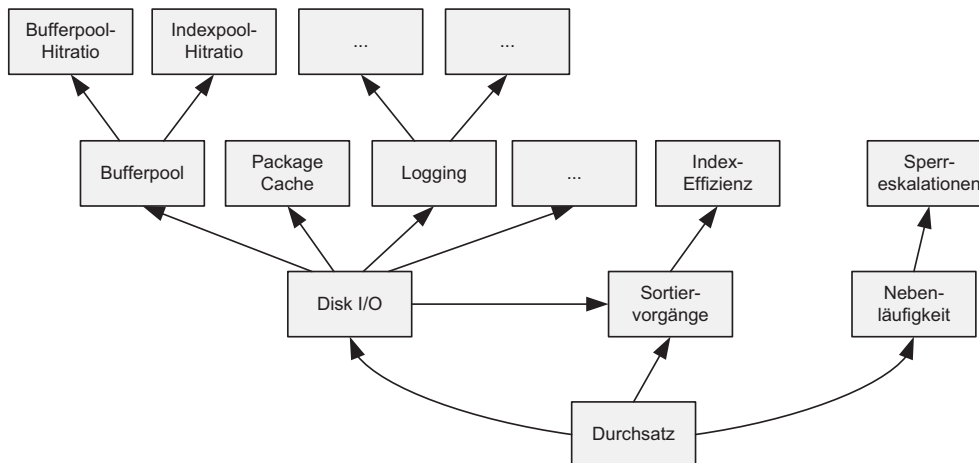 Bufferpool-
Hitratio
Indexpool-
Hitratio
...
...
Bufferpool
Package
Cache
Logging
...
Index-
Effizienz
Sperr-
eskalationen
Disk I/O
Sortier-
vorgänge
Neben-
läufigkeit
Durchsatz